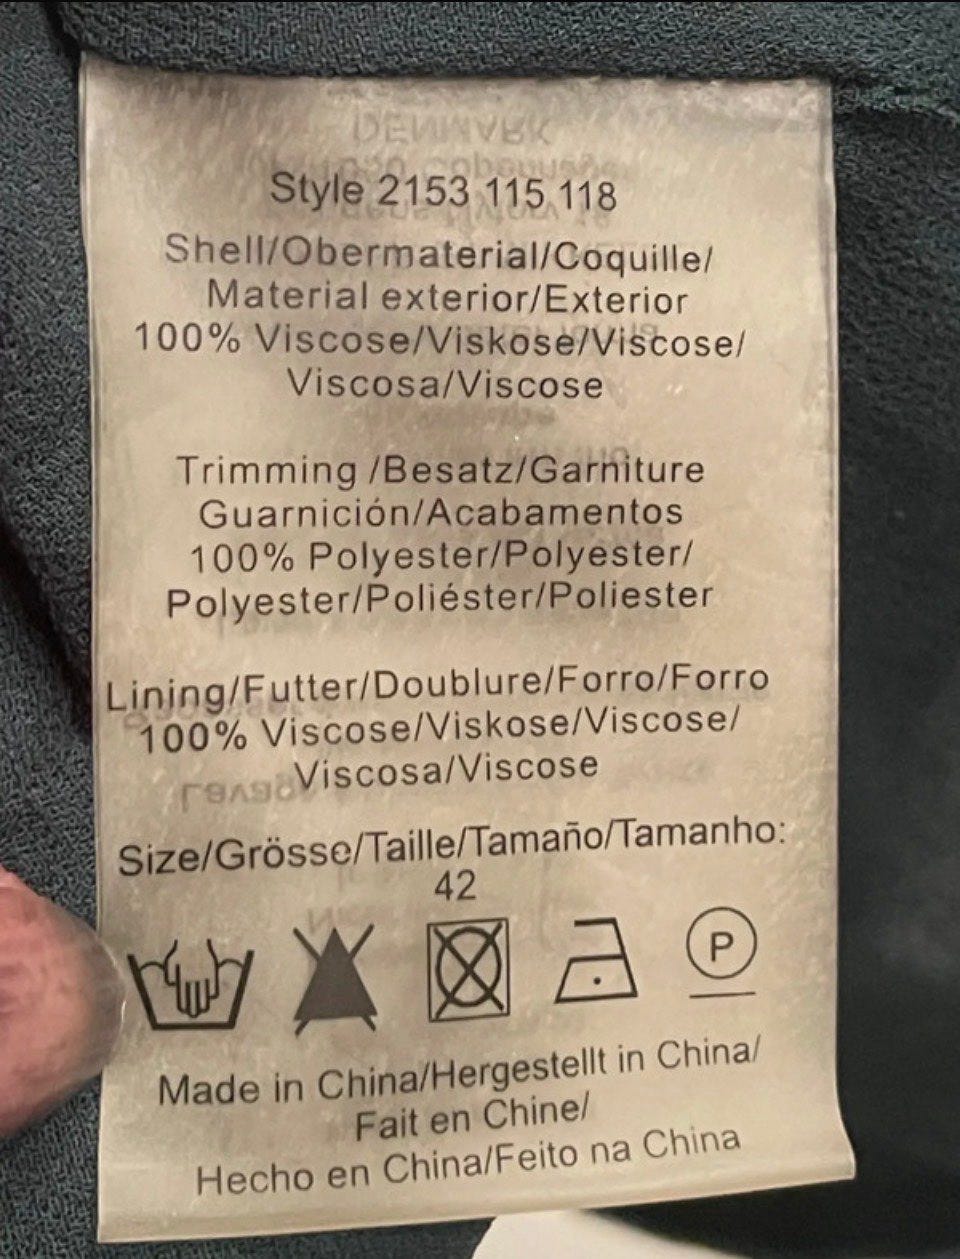 Style 2153 115 118
Shell/Obermaterial/Coquille/
Material exterior/Exterior
100% Viscose/Viskose/Viscose/
Viscosa/Viscose
Trimming /Besatz/Garniture
Guarnición/Acabamentos
100% Polyester/Polyester/
Polyester/Poliéster/Poliester
Lining/Futter/Doublure/Forro/Forro
100% Viscose/Viskose/Viscose/
Viscosa/Viscose
Size/Grösse/Taille/Tamaño/Tamanho:
42
P
Made in China/Hergestellt in China/
Fait en Chine/
Hecho en China/Feito na China